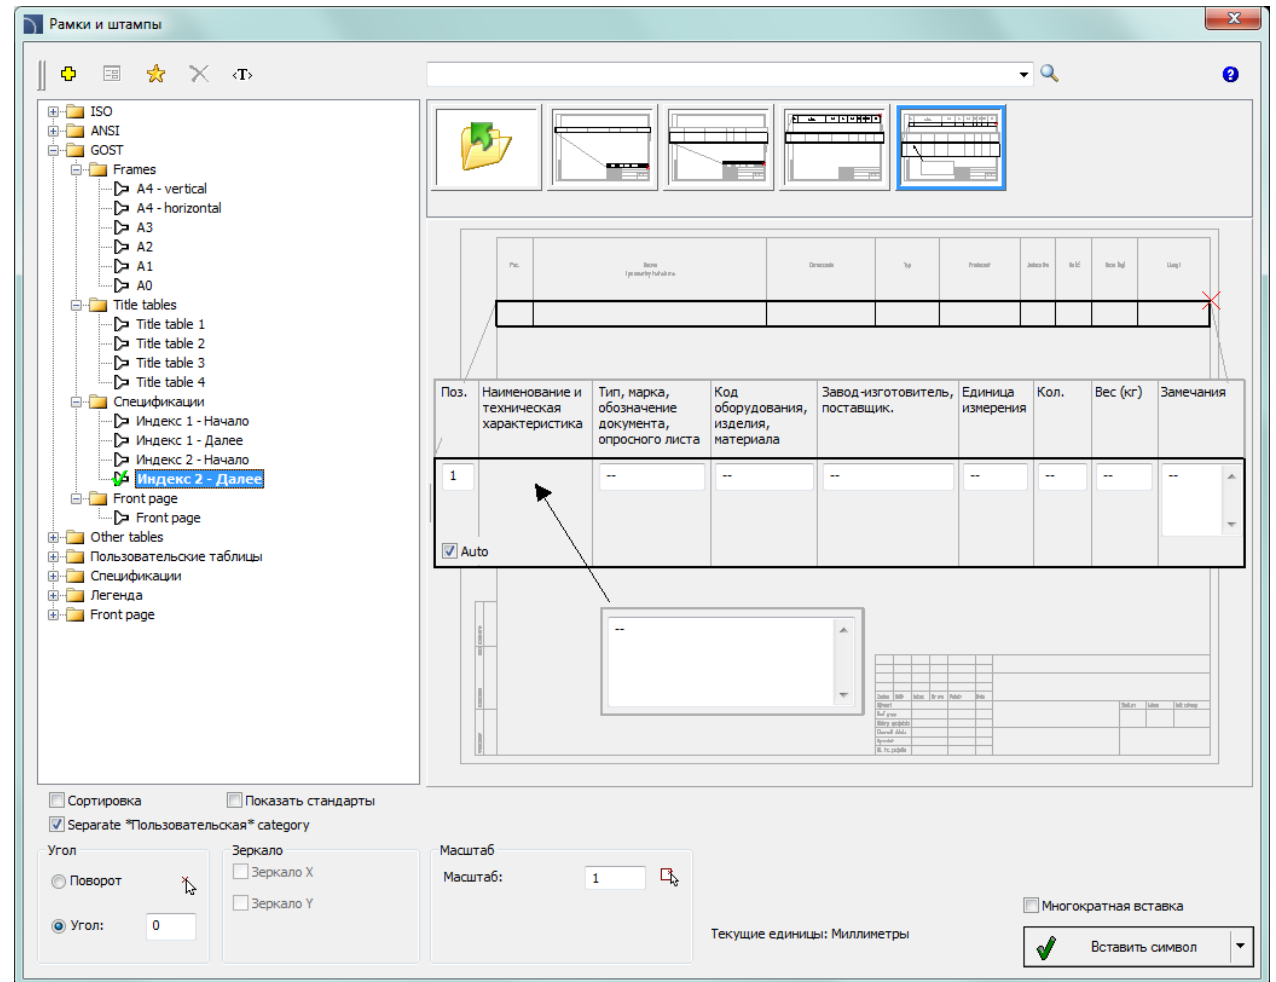 Рамки и штампы
<T>
ISO
ANSI
GOST
Frames
A4 - vertical
A4 - horizontal
A3
A2
A1
A0
Title tables
Title table 1
Title table 2
Title table 3
Title table 4
Спецификации
Индекс 1 - Начало
Индекс 1 - Далее
Индекс 2 - Начало
Индекс 2 - Далее
Front page
Front page
Other tables
Пользовательские таблицы
Спецификации
Легенда
Front page
Поз.
Наименование и
техническая
характеристика
Тип, марка,
обозначение
документа,
опросного листа
Код
оборудования,
изделия,
материала
Завод-изготовитель,
поставщик.
Единица
измерения
Кол.
Вес (кг)
Замечания
1
--
--
--
--
--
--
--
Auto
--
Сортировка
Показать стандарты
Separate *Пользовательская* category
Угол
Поворот
Угол:
0
Зеркало
Зеркало X
Зеркало Y
Масштаб
Масштаб:
1
Текущие единицы: Миллиметры
Многократная вставка
Вставить символ